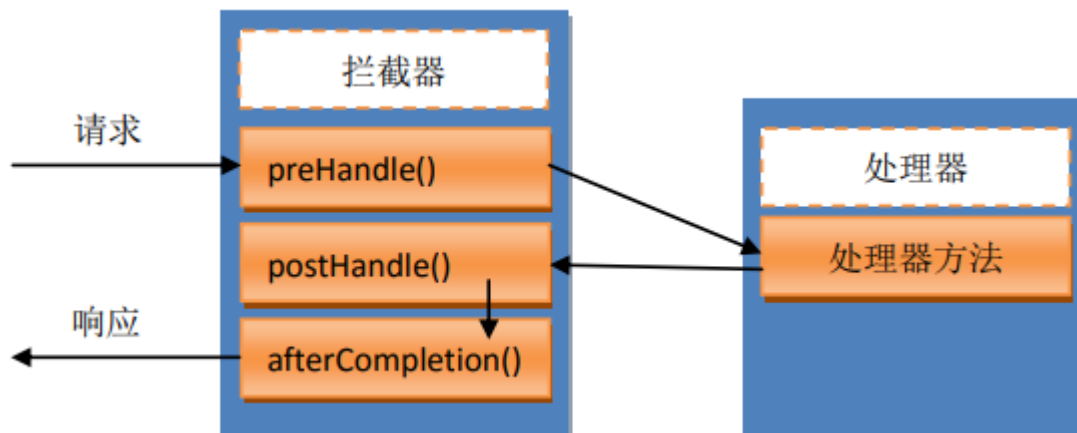 拦截器
请求
preHandle()
处理器
postHandle()
处理器方法
响应
afterCompletion()